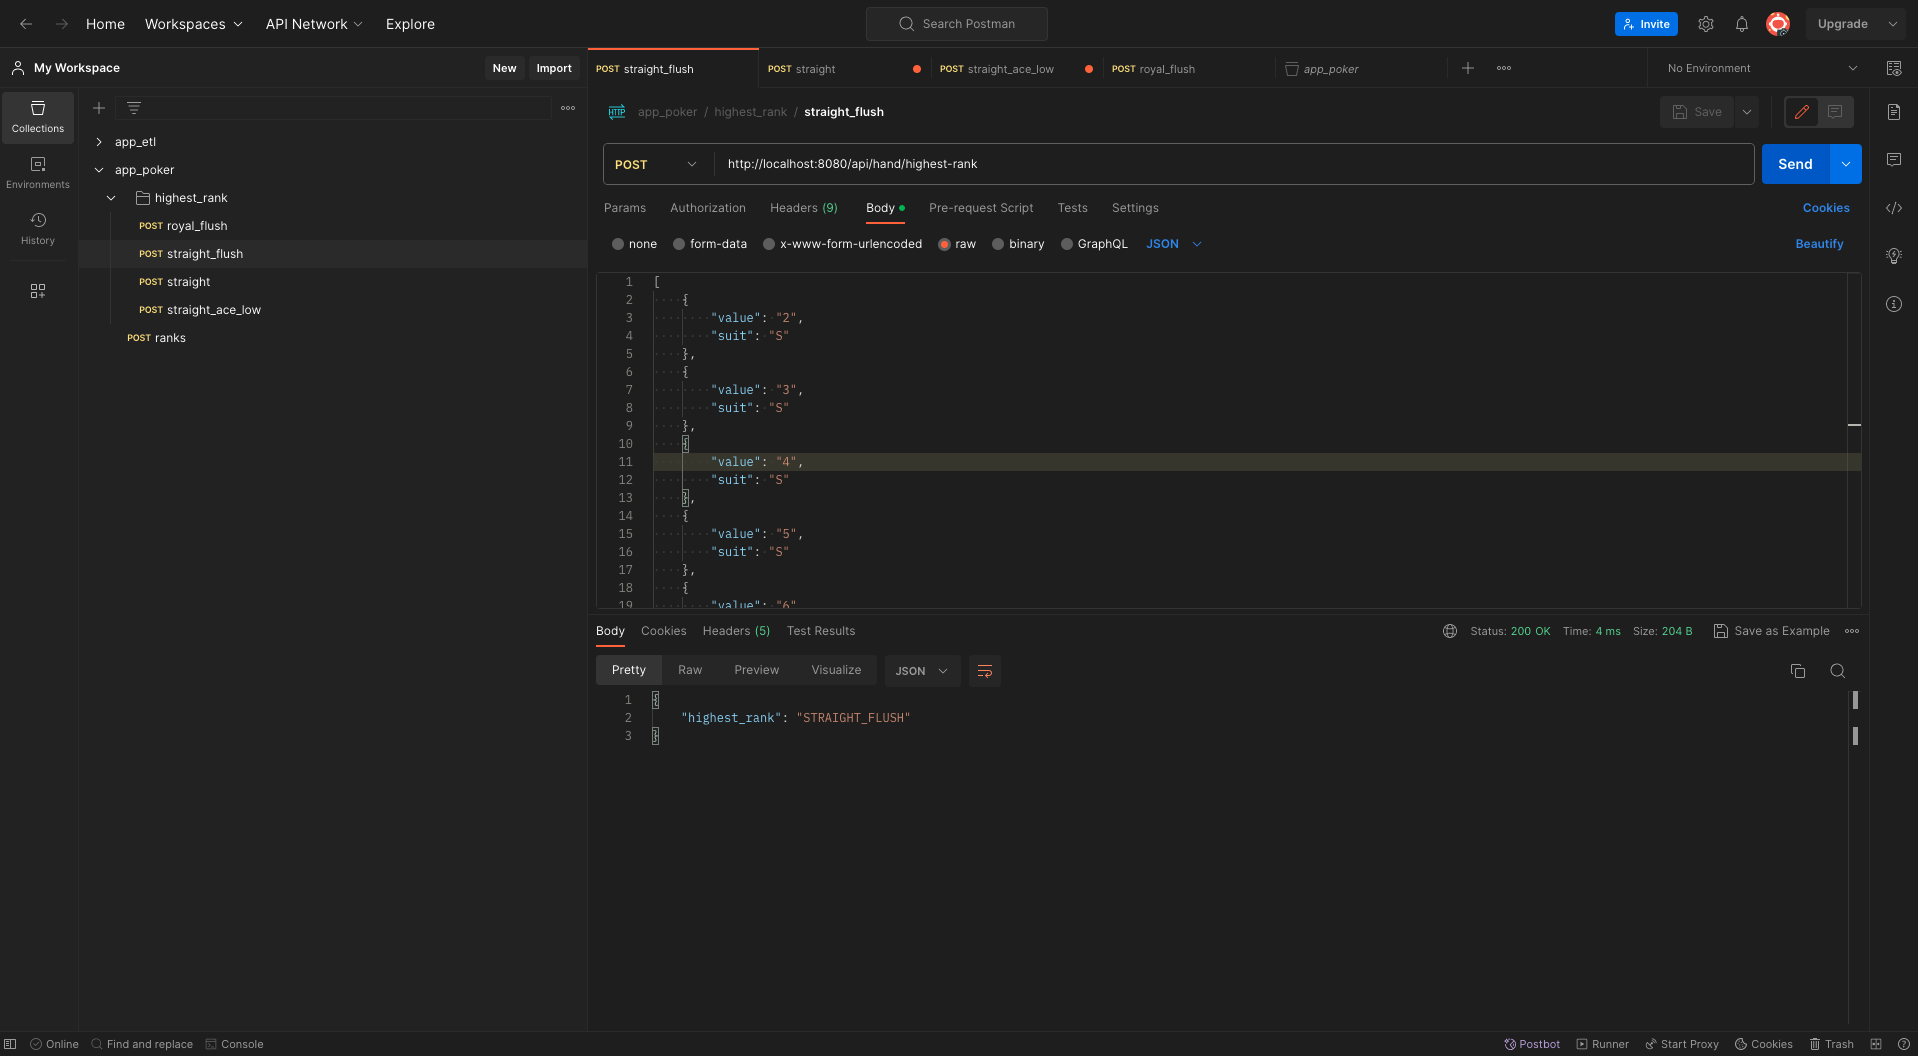 Home Workspaces API Network Explore Search Postman Invite Upgrade
My Workspace New Import
POST straight_flush POST straight POST straight_ace_low POST royal_flush app_poker No Environment
Collections
Environments
History
app_etl
app_poker
highest_rank
POST royal_flush
POST straight_flush
POST straight
POST straight_ace_low
POST ranks
HTTP app_poker / highest_rank / straight_flush Save
POST http://localhost:8080/api/hand/highest-rank Send
Params Authorization Headers (9) Body Pre-request Script Tests Settings Cookies
none form-data x-www-form-urlencoded raw binary GraphQL JSON Beautify
1 [
2 {
3 "value": "2",
4 "suit": "S"
5 },
6 {
7 "value": "3",
8 "suit": "S"
9 },
10 {
11 "value": "4",
12 "suit": "S"
13 },
14 {
15 "value": "5",
16 "suit": "S"
17 },
18 {
19 "value": "6"
Body Cookies Headers (5) Test Results Status: 200 OK Time: 4 ms Size: 204 B Save as Example
Pretty Raw Preview Visualize JSON
1 {
2 "highest_rank": "STRAIGHT_FLUSH"
3 }
Online Find and replace Console Postbot Runner Start Proxy Cookies Trash